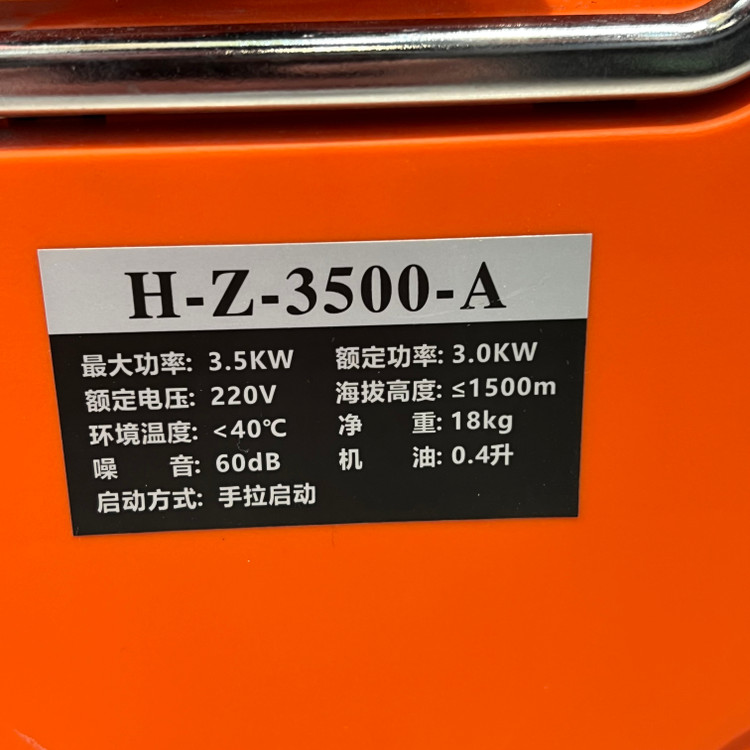 H-Z-3500-A
最大功率: 3.5KW 额定功率: 3.0KW
额定电压: 220V 海拔高度: ≤1500m
环境温度: <40℃ 净 重: 18kg
噪 音: 60dB 机 油: 0.4升
启动方式: 手拉启动